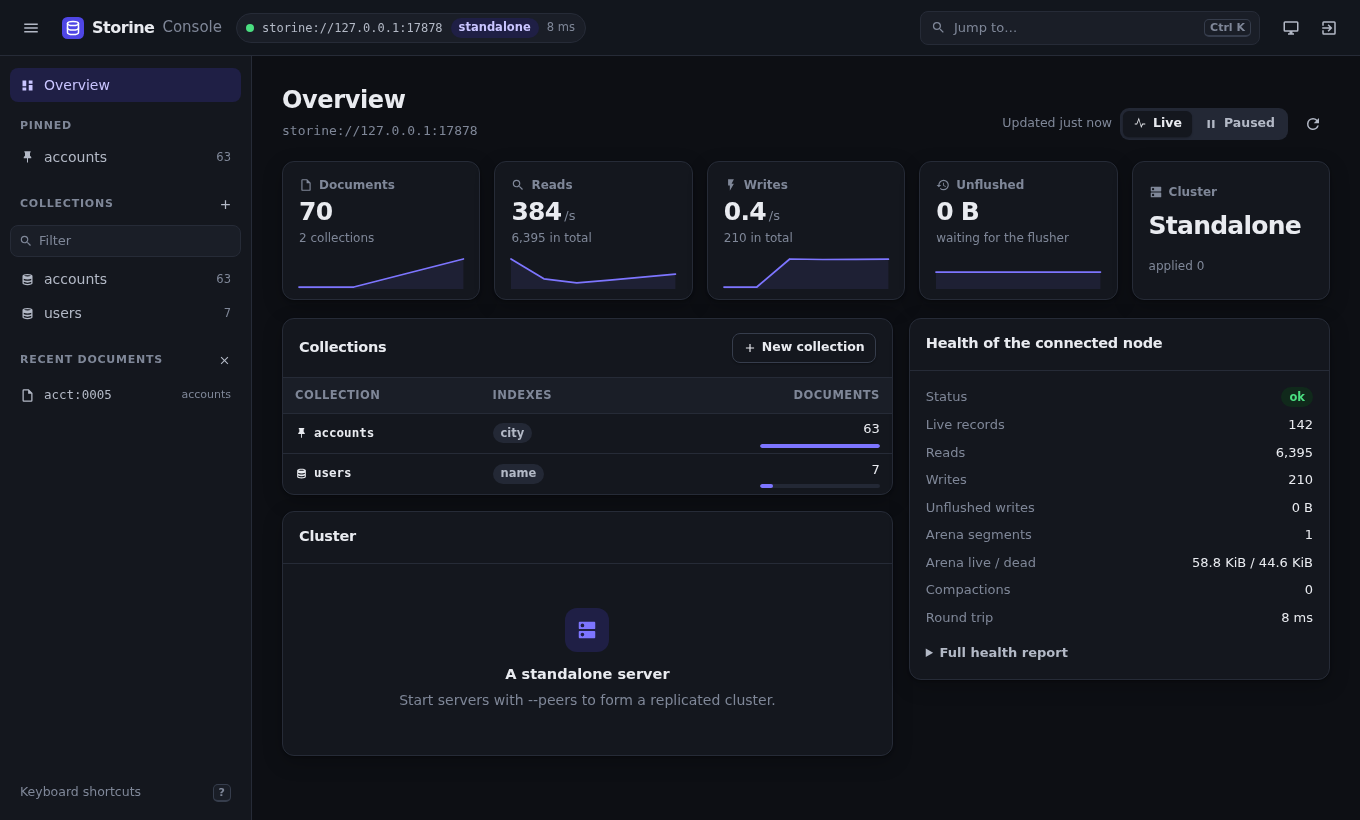 Storine Console
storine://127.0.0.1:17878 standalone 8 ms
Jump to... Ctrl K
Overview
PINNED
accounts 63
COLLECTIONS +
Filter
accounts 63
users 7
RECENT DOCUMENTS ×
acct:0005 accounts
Keyboard shortcuts ?
Overview
storine://127.0.0.1:17878
Updated just now Live Paused
Documents
70
2 collections
Reads
384 /s
6,395 in total
Writes
0.4 /s
210 in total
Unflushed
0 B
waiting for the flusher
Cluster
Standalone
applied 0
Collections
+ New collection
COLLECTION INDEXES DOCUMENTS
accounts city 63
users name 7
Cluster
A standalone server
Start servers with --peers to form a replicated cluster.
Health of the connected node
Status ok
Live records 142
Reads 6,395
Writes 210
Unflushed writes 0 B
Arena segments 1
Arena live / dead 58.8 KiB / 44.6 KiB
Compactions 0
Round trip 8 ms
Full health report